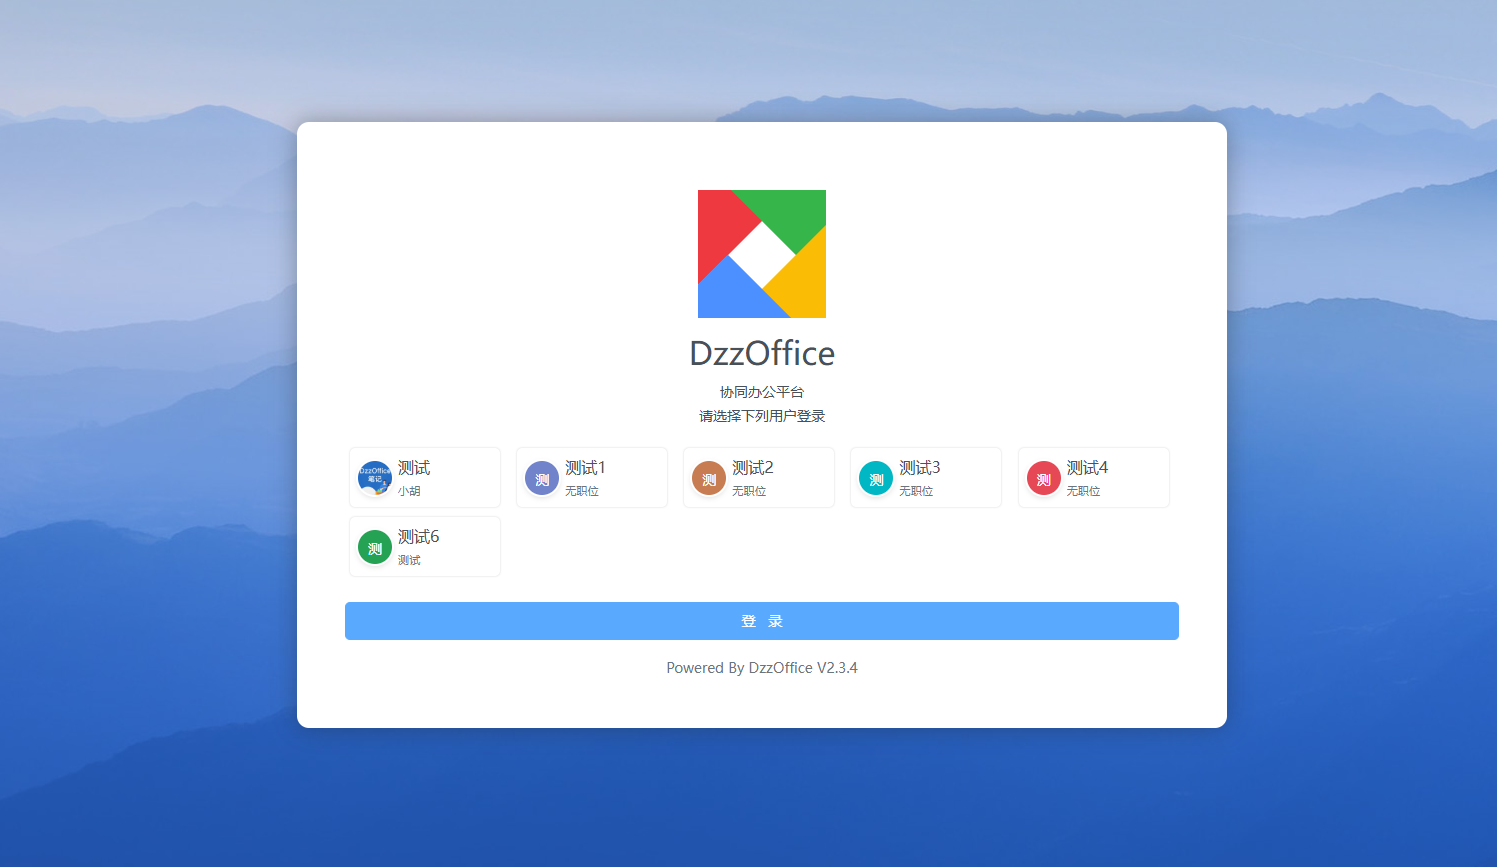 DzzOffice
协同办公平台
请选择下列用户登录
DzzOffice
笔记
测试
小胡
测
测试1
无职位
测
测试2
无职位
测
测试3
无职位
测
测试4
无职位
测
测试6
测试
登 录
Powered By DzzOffice V2.3.4